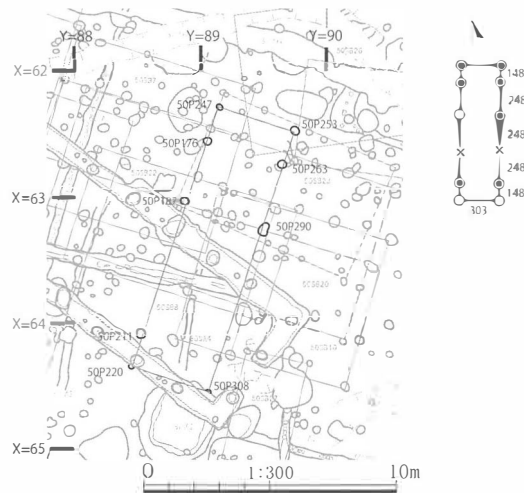 Y=88
Y=89
Y=90
X=62
50P247
50P253
50P176
50P263
X=63
50P187
50P290
X=64
50P211
50P220
50P308
X=65
148
248
248
248
148
303
0
1:300
10m